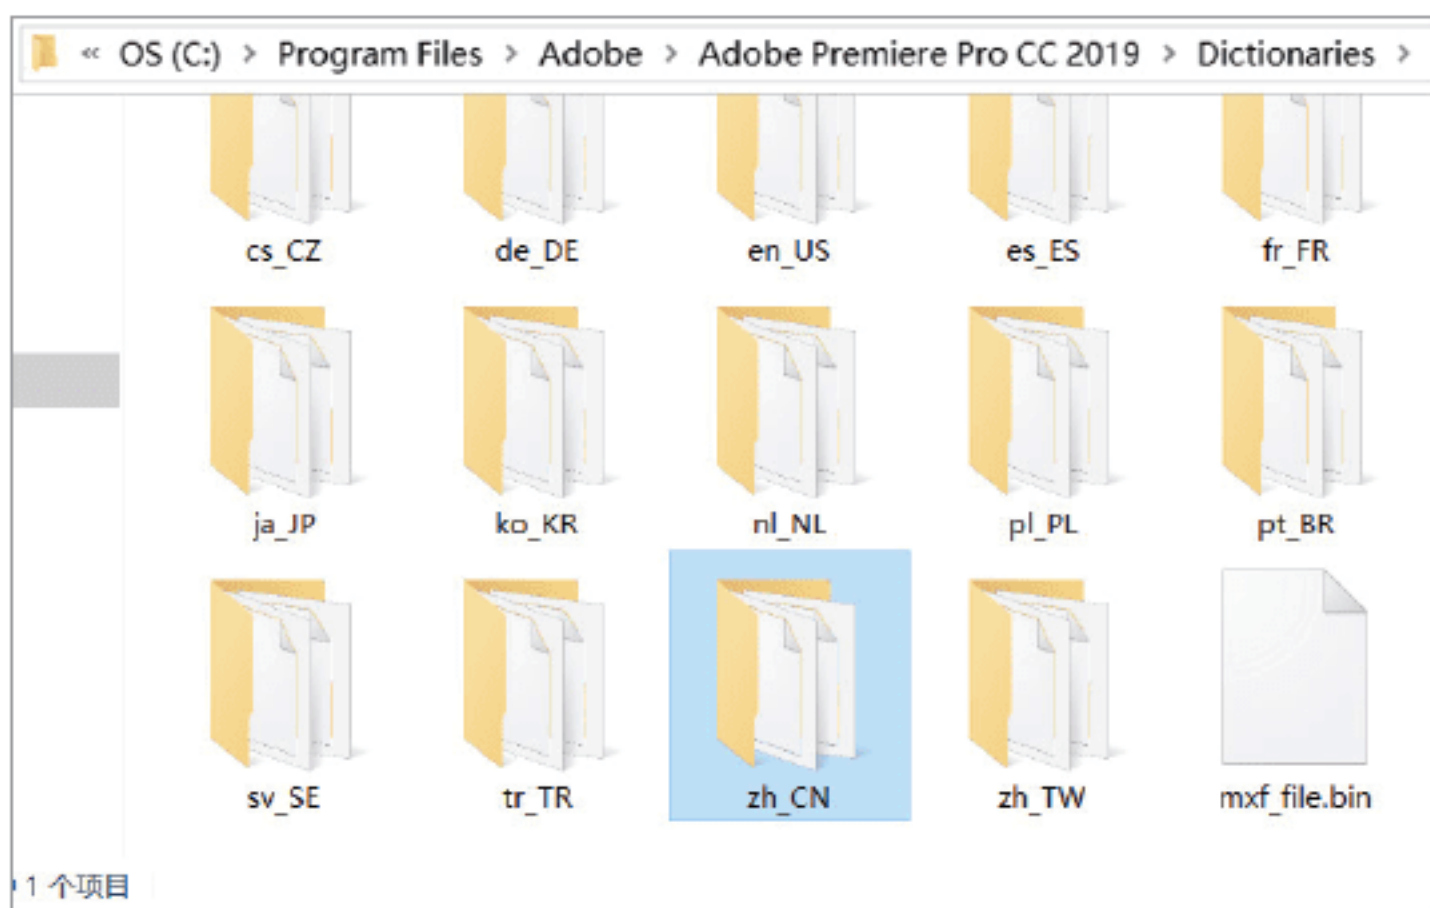 « OS (C:) > Program Files > Adobe > Adobe Premiere Pro CC 2019 > Dictionaries >
cs_CZ de_DE en_US es_ES fr_FR
ja_JP ko_KR nl_NL pl_PL pt_BR
sv_SE tr_TR zh_CN zh_TW mxf_file.bin
1 个项目